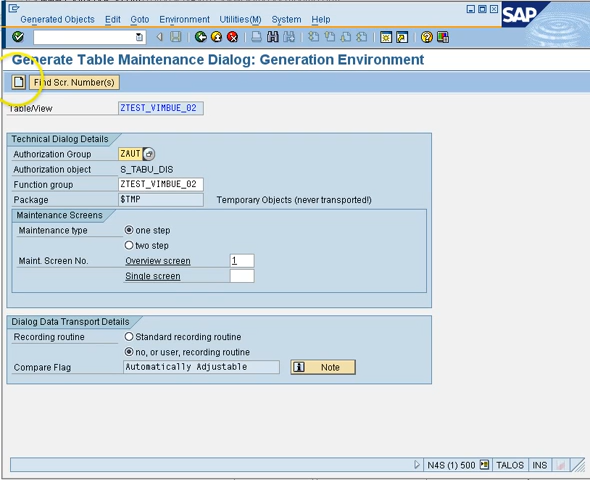 Generated Objects Edit Goto Environment Utilities(M) System Help
SAP
Generate Table Maintenance Dialog: Generation Environment
Find Scr. Number(s)
Table/View ZTEST_VIMBUE_02
Technical Dialog Details
Authorization Group ZAUT
Authorization object S_TABU_DIS
Function group ZTEST_VIMBUE_02
Package $TMP Temporary Objects (never transported!)
Maintenance Screens
Maintenance type one step
two step
Maint. Screen No. Overview screen 1
Single screen
Dialog Data Transport Details
Recording routine Standard recording routine
no, or user, recording routine
Compare Flag Automatically Adjustable Note
N4S (1) 500 TALOS INS